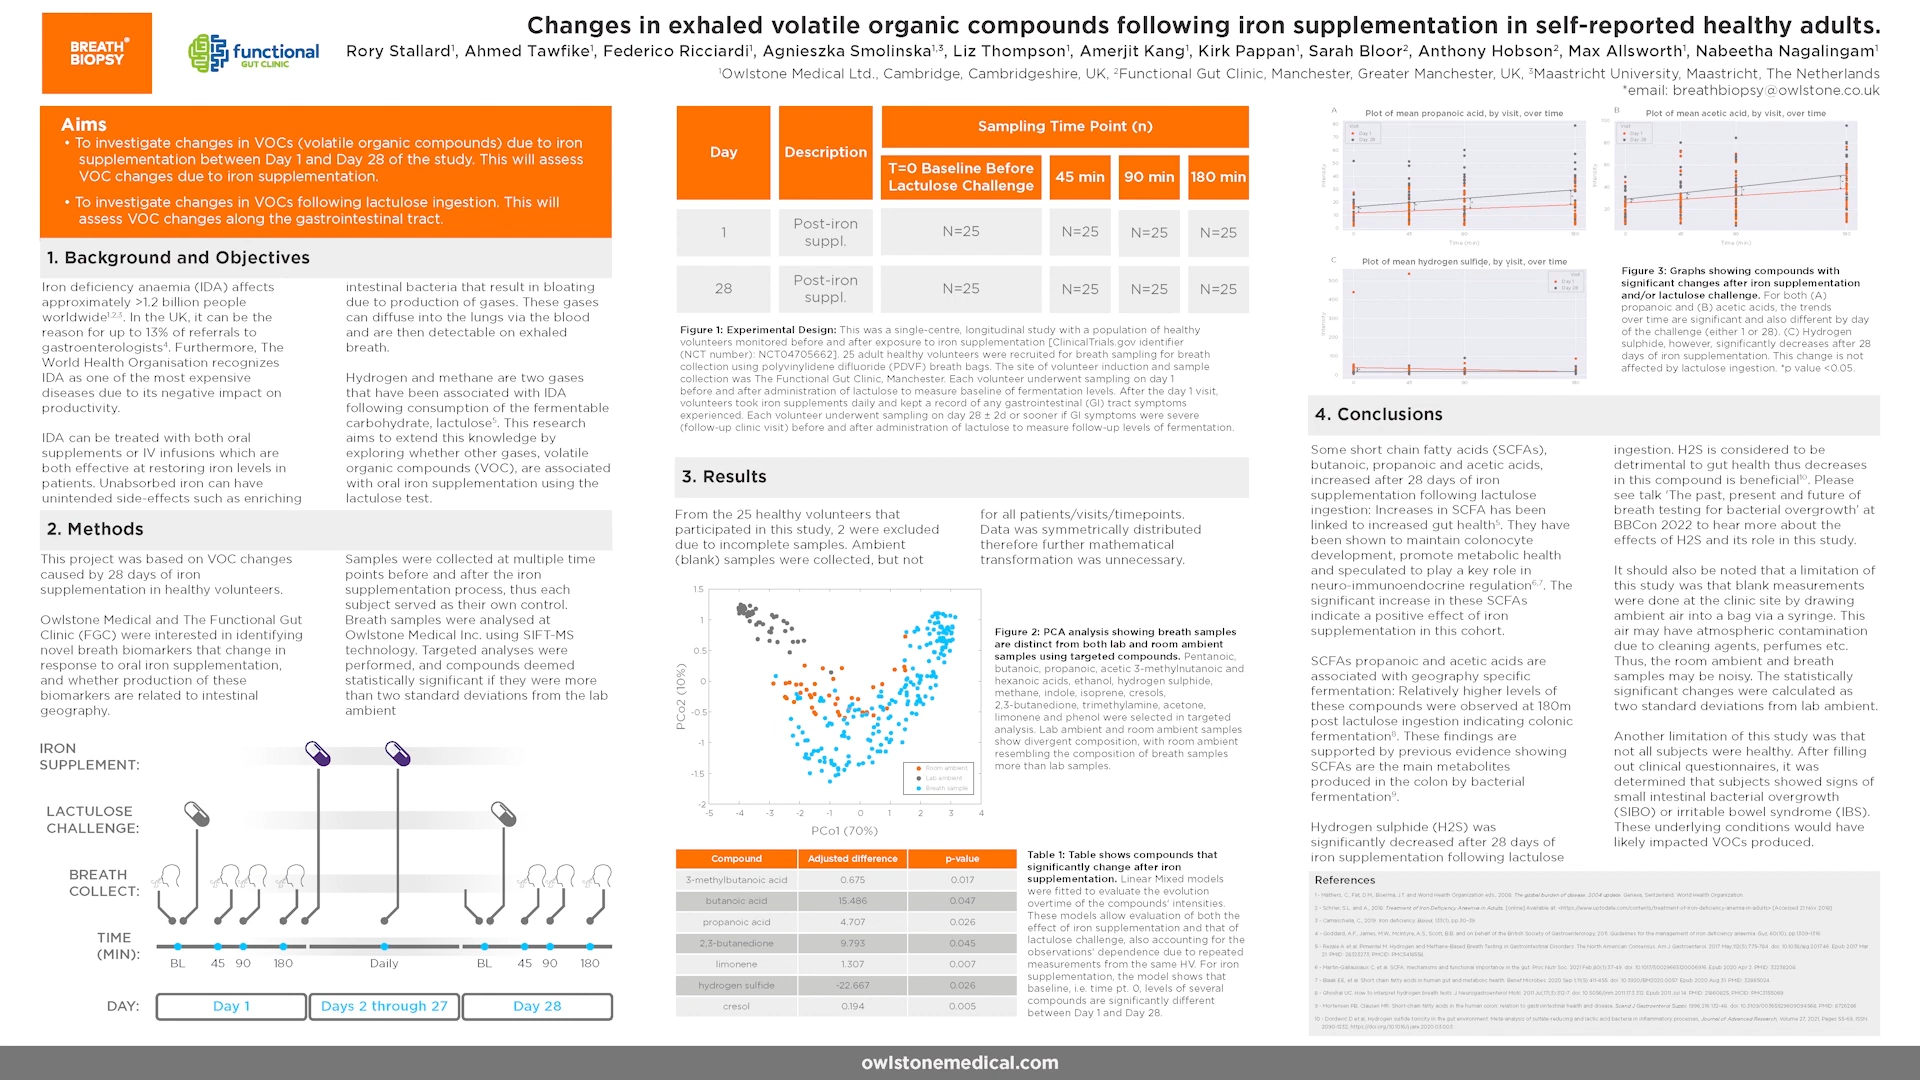 BREATH
BIOPSY
functional
GUT CLINIC
Changes in exhaled volatile organic compounds following iron supplementation in self-reported healthy adults.
Rory Stallard¹, Ahmed Tawfike¹, Federico Ricciardi¹, Agnieszka Smolinska¹,³, Liz Thompson¹, Amerjit Kang¹, Kirk Pappan¹, Sarah Bloor², Anthony Hobson², Max Allsworth¹, Nabeetha Nagalingam¹
¹Owlstone Medical Ltd., Cambridge, Cambridgeshire, UK, ²Functional Gut Clinic, Manchester, Greater Manchester, UK, ³Maastricht University, Maastricht, The Netherlands
*email: breathbiopsy@owlstone.co.uk
Aims
• To investigate changes in VOCs (volatile organic compounds) due to iron
supplementation between Day 1 and Day 28 of the study. This will assess
VOC changes due to iron supplementation.
• To investigate changes in VOCs following lactulose ingestion. This will
assess VOC changes along the gastrointestinal tract.
1. Background and Objectives
Iron deficiency anaemia (IDA) affects
approximately >1.2 billion people
worldwide¹,²,³. In the UK, it can be the
reason for up to 13% of referrals to
gastroenterologists⁴. Furthermore, The
World Health Organisation recognizes
IDA as one of the most expensive
diseases due to its negative impact on
productivity.
IDA can be treated with both oral
supplements or IV infusions which are
both effective at restoring iron levels in
patients. Unabsorbed iron can have
unintended side-effects such as enriching
intestinal bacteria that result in bloating
due to production of gases. These gases
can diffuse into the lungs via the blood
and are then detectable on exhaled
breath.
Hydrogen and methane are two gases
that have been associated with IDA
following consumption of the fermentable
carbohydrate, lactulose⁵. This research
aims to extend this knowledge by
exploring whether other gases, volatile
organic compounds (VOC), are associated
with oral iron supplementation using the
lactulose test.
2. Methods
This project was based on VOC changes
caused by 28 days of iron
supplementation in healthy volunteers.
Owlstone Medical and The Functional Gut
Clinic (FGC) were interested in identifying
novel breath biomarkers that change in
response to oral iron supplementation,
and whether production of these
biomarkers are related to intestinal
geography.
Samples were collected at multiple time
points before and after the iron
supplementation process, thus each
subject served as their own control.
Breath samples were analysed at
Owlstone Medical Inc. using SIFT-MS
technology. Targeted analyses were
performed, and compounds deemed
statistically significant if they were more
than two standard deviations from the lab
ambient
IRON
SUPPLEMENT:
LACTULOSE
CHALLENGE:
BREATH
COLLECT:
TIME
(MIN):
BL 45 90 180 Daily BL 45 90 180
DAY: Day 1 Days 2 through 27 Day 28
Day Description Sampling Time Point (n)
T=0 Baseline Before
Lactulose Challenge 45 min 90 min 180 min
1 Post-iron
suppl. N=25 N=25 N=25 N=25
28 Post-iron
suppl. N=25 N=25 N=25 N=25
Figure 1: Experimental Design: This was a single-centre, longitudinal study with a population of healthy
volunteers monitored before and after exposure to iron supplementation [ClinicalTrials.gov identifier
(NCT number): NCT04705662]. 25 adult healthy volunteers were recruited for breath sampling for breath
collection using polyvinylidene difluoride (PDVF) breath bags. The site of volunteer induction and sample
collection was The Functional Gut Clinic, Manchester. Each volunteer underwent sampling on day 1
before and after administration of lactulose to measure baseline of fermentation levels. After the day 1 visit,
volunteers took iron supplements daily and kept a record of any gastrointestinal (GI) tract symptoms
experienced. Each volunteer underwent sampling on day 28 ± 2d or sooner if GI symptoms were severe
(follow-up clinic visit) before and after administration of lactulose to measure follow-up levels of fermentation.
3. Results
From the 25 healthy volunteers that
participated in this study, 2 were excluded
due to incomplete samples. Ambient
(blank) samples were collected, but not
for all patients/visits/timepoints.
Data was symmetrically distributed
therefore further mathematical
transformation was unnecessary.
1.5
1
0.5
0
-0.5
-1
-1.5
-2
-5 -4 -3 -2 -1 0 1 2 3 4
PCo2 (10%)
PCo1 (70%)
Room ambient
Lab ambient
Breath sample
Figure 2: PCA analysis showing breath samples
are distinct from both lab and room ambient
samples using targeted compounds. Pentanoic,
butanoic, propanoic, acetic 3-methylnutanoic and
hexanoic acids, ethanol, hydrogen sulphide,
methane, indole, isoprene, cresols,
2,3-butanedione, trimethylamine, acetone,
limonene and phenol were selected in targeted
analysis. Lab ambient and room ambient samples
show divergent composition, with room ambient
resembling the composition of breath samples
more than lab samples.
Compound Adjusted difference p-value
3-methylbutanoic acid 0.675 0.017
butanoic acid 15.486 0.047
propanoic acid 4.707 0.026
2,3-butanedione 9.793 0.045
limonene 1.307 0.007
hydrogen sulfide -22.667 0.026
cresol 0.194 0.005
Table 1: Table shows compounds that
significantly change after iron
supplementation. Linear Mixed models
were fitted to evaluate the evolution
overtime of the compounds' intensities.
These models allow evaluation of both the
effect of iron supplementation and that of
lactulose challenge, also accounting for the
observations' dependence due to repeated
measurements from the same HV. For iron
supplementation, the model shows that
baseline, i.e. time pt. 0, levels of several
compounds are significantly different
between Day 1 and Day 28.
A Plot of mean propanoic acid, by visit, over time
Time (min)
B Plot of mean acetic acid, by visit, over time
Time (min)
C Plot of mean hydrogen sulfide, by visit, over time
Figure 3: Graphs showing compounds with
significant changes after iron supplementation
and/or lactulose challenge. For both (A)
propanoic and (B) acetic acids, the trends
over time are significant and also different by day
of the challenge (either 1 or 28). (C) Hydrogen
sulphide, however, significantly decreases after 28
days of iron supplementation. This change is not
affected by lactulose ingestion. *p value <0.05.
4. Conclusions
Some short chain fatty acids (SCFAs),
butanoic, propanoic and acetic acids,
increased after 28 days of iron
supplementation following lactulose
ingestion: Increases in SCFA has been
linked to increased gut health⁵. They have
been shown to maintain colonocyte
development, promote metabolic health
and speculated to play a key role in
neuro-immunoendocrine regulation⁶,⁷. The
significant increase in these SCFAs
indicate a positive effect of iron
supplementation in this cohort.
SCFAs propanoic and acetic acids are
associated with geography specific
fermentation: Relatively higher levels of
these compounds were observed at 180m
post lactulose ingestion indicating colonic
fermentation⁸. These findings are
supported by previous evidence showing
SCFAs are the main metabolites
produced in the colon by bacterial
fermentation⁹.
Hydrogen sulphide (H2S) was
significantly decreased after 28 days of
iron supplementation following lactulose
ingestion. H2S is considered to be
detrimental to gut health thus decreases
in this compound is beneficial¹⁰. Please
see talk 'The past, present and future of
breath testing for bacterial overgrowth' at
BBCon 2022 to hear more about the
effects of H2S and its role in this study.
It should also be noted that a limitation of
this study was that blank measurements
were done at the clinic site by drawing
ambient air into a bag via a syringe. This
air may have atmospheric contamination
due to cleaning agents, perfumes etc.
Thus, the room ambient and breath
samples may be noisy. The statistically
significant changes were calculated as
two standard deviations from lab ambient.
Another limitation of this study was that
not all subjects were healthy. After filling
out clinical questionnaires, it was
determined that subjects showed signs of
small intestinal bacterial overgrowth
(SIBO) or irritable bowel syndrome (IBS).
These underlying conditions would have
likely impacted VOCs produced.
References
owlstonemedical.com